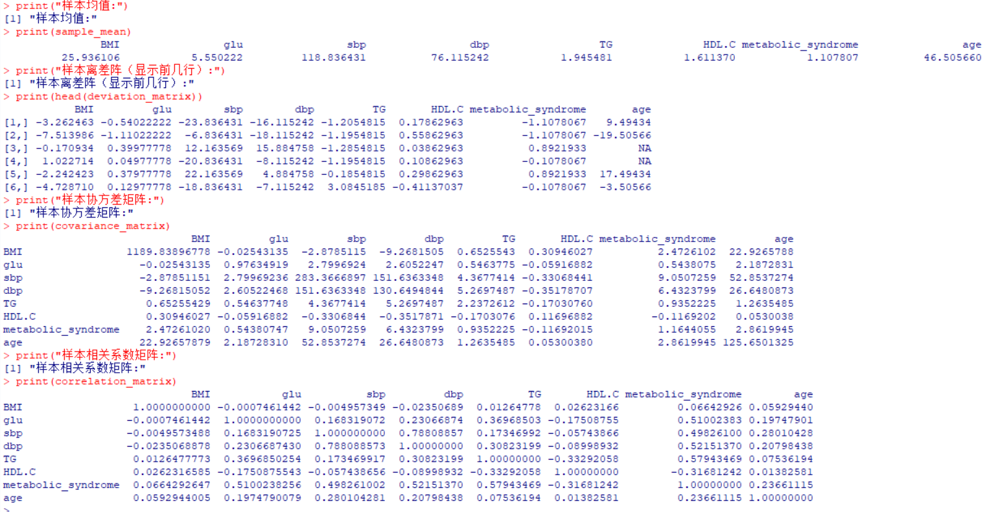 > print("样本均值:")
[1] "样本均值:"
> print(sample_mean)
BMI glu sbp dbp TG HDL.C metabolic_syndrome age
25.936106 5.550222 118.836431 76.115242 1.945481 1.611370 1.107807 46.505660
> print("样本离差阵（显示前几行）:")
[1] "样本离差阵（显示前几行）:"
> print(head(deviation_matrix))
BMI glu sbp dbp TG HDL.C metabolic_syndrome age
[1,] -3.262463 -0.54022222 -23.836431 -16.115242 -1.2054815 0.17862963 -1.1078067 9.49434
[2,] -7.513986 -1.11022222 -6.836431 -18.115242 -1.1954815 0.55862963 -1.1078067 -19.50566
[3,] -0.170934 0.39977778 12.163569 15.884758 -1.2854815 0.03862963 0.8921933 NA
[4,] 1.022714 0.04977778 -20.836431 -8.115242 -1.1954815 0.10862963 -0.1078067 NA
[5,] -2.242423 0.37977778 22.163569 4.884758 -0.1854815 0.29862963 0.8921933 17.49434
[6,] -4.728710 0.12977778 -18.836431 -7.115242 3.0845185 -0.41137037 -0.1078067 -3.50566
> print("样本协方差矩阵:")
[1] "样本协方差矩阵:"
> print(covariance_matrix)
BMI glu sbp dbp TG HDL.C metabolic_syndrome age
BMI 1189.83896778 -0.02543135 -2.8785115 -9.2681505 0.6525543 0.30946027 2.4726102 22.9265788
glu -0.02543135 0.97634919 2.7996924 2.6052247 0.5463775 -0.05916882 0.5438075 2.1872831
sbp -2.87851151 2.79969236 283.3666897 151.6363348 4.3677414 -0.33068441 9.0507259 52.8537274
dbp -9.26815052 2.60522468 151.6363348 130.6494844 5.2697487 -0.35178707 6.4323799 26.6480873
TG 0.65255429 0.54637748 4.3677414 5.2697487 2.2372612 -0.17030760 0.9352225 1.2635485
HDL.C 0.30946027 -0.05916882 -0.3306844 -0.3517871 -0.1703076 0.11696882 -0.1169202 0.0530038
metabolic_syndrome 2.47261020 0.54380747 9.0507259 6.4323799 0.9352225 -0.11692015 1.1644055 2.8619945
age 22.92657879 2.18728310 52.8537274 26.6480873 1.2635485 0.05300380 2.8619945 125.6501325
> print("样本相关系数矩阵:")
[1] "样本相关系数矩阵:"
> print(correlation_matrix)
BMI glu sbp dbp TG HDL.C metabolic_syndrome age
BMI 1.0000000000 -0.0007461442 -0.004957349 -0.02350689 0.01264778 0.02623166 0.06642926 0.05929440
glu -0.0007461442 1.0000000000 0.168319072 0.23066874 0.36968503 -0.17508755 0.51002383 0.19747901
sbp -0.0049573488 0.1683190725 1.000000000 0.78808857 0.17346992 -0.05743866 0.49826100 0.28010428
dbp -0.0235068878 0.2306687430 0.788088573 1.00000000 0.30823199 -0.08998932 0.52151370 0.20798438
TG 0.0126477773 0.3696850254 0.173469917 0.30823199 1.00000000 -0.33292058 0.57943469 0.07536194
HDL.C 0.0262316585 -0.1750875543 -0.057438656 -0.08998932 -0.33292058 1.00000000 -0.31681242 0.01382581
metabolic_syndrome 0.0664292647 0.5100238256 0.498261002 0.52151370 0.57943469 -0.31681242 1.00000000 0.23661115
age 0.0592944005 0.1974790079 0.280104281 0.20798438 0.07536194 0.01382581 0.23661115 1.00000000
>